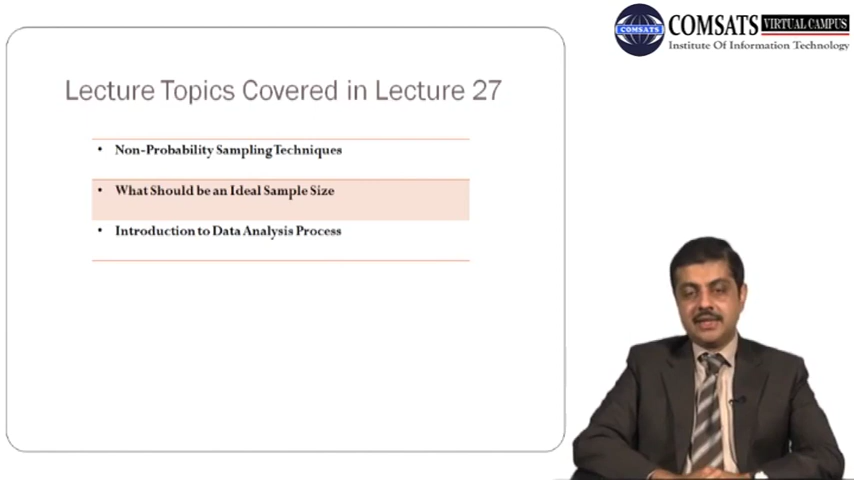 COMSATS VIRTUAL CAMPUS
COMSATS
Institute Of Information Technology
Lecture Topics Covered in Lecture 27
• Non-Probability Sampling Techniques
• What Should be an Ideal Sample Size
• Introduction to Data Analysis Process